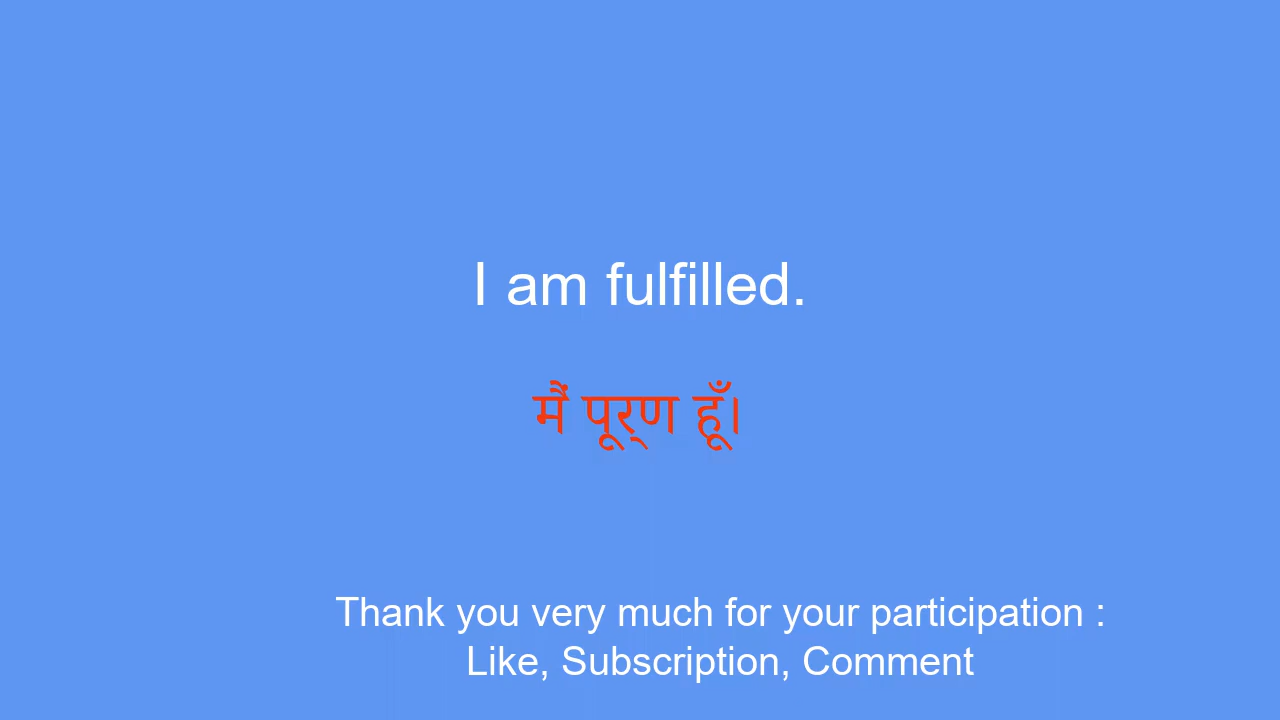 I am fulfilled.
मैं पूर्ण हूँ।
Thank you very much for your participation :
Like, Subscription, Comment